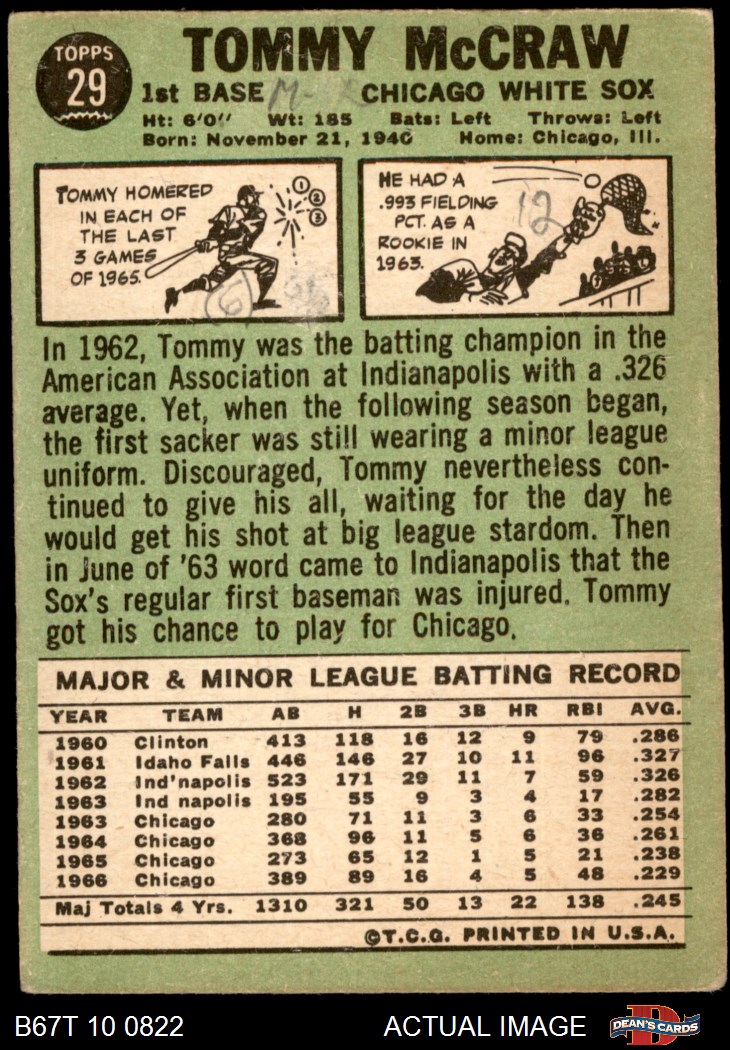 TOPPS
29
TOMMY McCRAW
1st BASE M- CHICAGO WHITE SOX
Ht: 6'0" Wt: 185 Bats: Left Throws: Left
Born: November 21, 1940 Home: Chicago, Ill.
TOMMY HOMERED
IN EACH OF
THE LAST
3 GAMES
OF 1965.
1
2
3
HE HAD A
.993 FIELDING
PCT. AS A
ROOKIE IN
1963.
12
In 1962, Tommy was the batting champion in the
American Association at Indianapolis with a .326
average. Yet, when the following season began,
the first sacker was still wearing a minor league
uniform. Discouraged, Tommy nevertheless con-
tinued to give his all, waiting for the day he
would get his shot at big league stardom. Then
in June of '63 word came to Indianapolis that the
Sox's regular first baseman was injured. Tommy
got his chance to play for Chicago.
MAJOR & MINOR LEAGUE BATTING RECORD
YEAR TEAM AB H 2B 3B HR RBI AVG.
1960 Clinton 413 118 16 12 9 79 .286
1961 Idaho Falls 446 146 27 10 11 96 .327
1962 Ind'napolis 523 171 29 11 7 59 .326
1963 Ind napolis 195 55 9 3 4 17 .282
1963 Chicago 280 71 11 3 6 33 .254
1964 Chicago 368 96 11 5 6 36 .261
1965 Chicago 273 65 12 1 5 21 .238
1966 Chicago 389 89 16 4 5 48 .229
Maj Totals 4 Yrs. 1310 321 50 13 22 138 .245
©T.C.G. PRINTED IN U.S.A.
B67T 10 0822 ACTUAL IMAGE DEAN'S CARDS